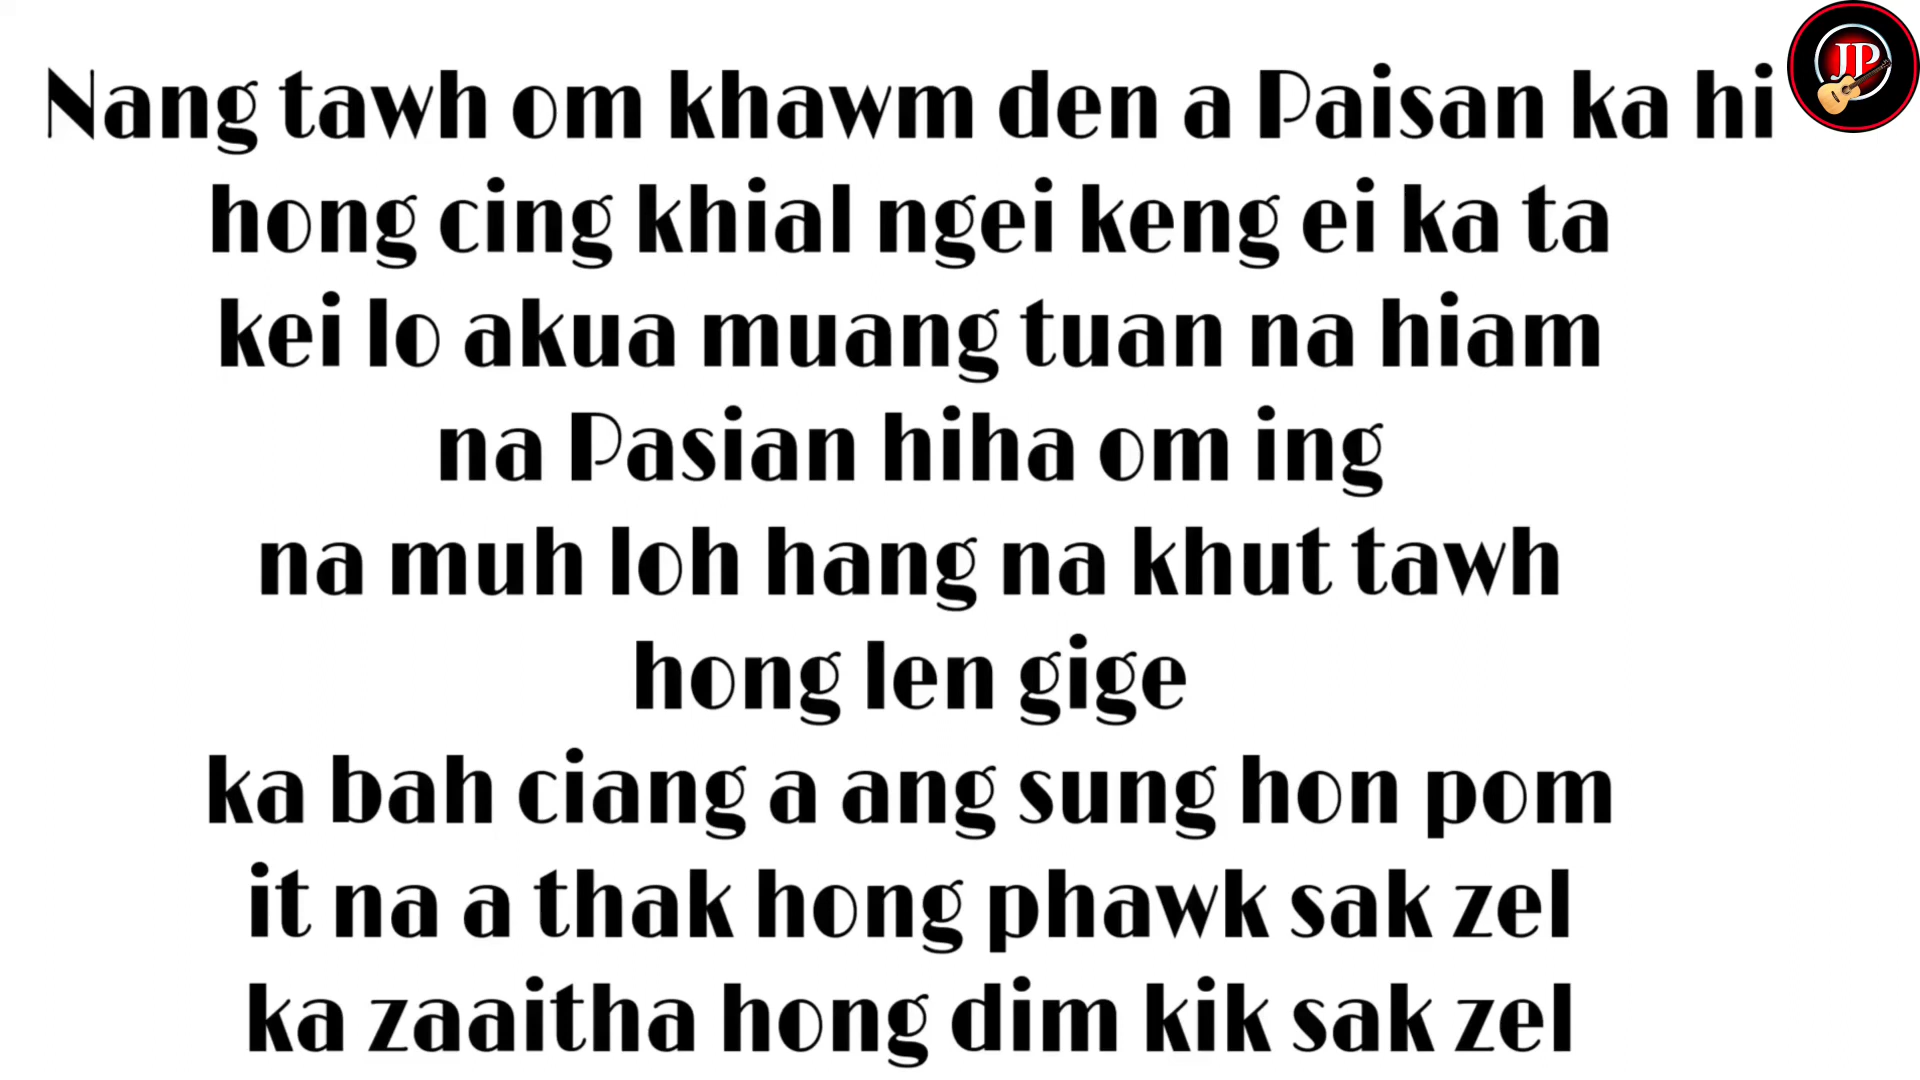 Nang tawh om khawm den a Paisan ka hi
hong cing khial ngei keng ei ka ta
kei lo akua muang tuan na hiam
na Pasian hiha om ing
na muh loh hang na khut tawh
hong len gige
ka bah ciang a ang sung hon pom
it na a thak hong phawk sak zel
ka zaaitha hong dim kik sak zel
JP